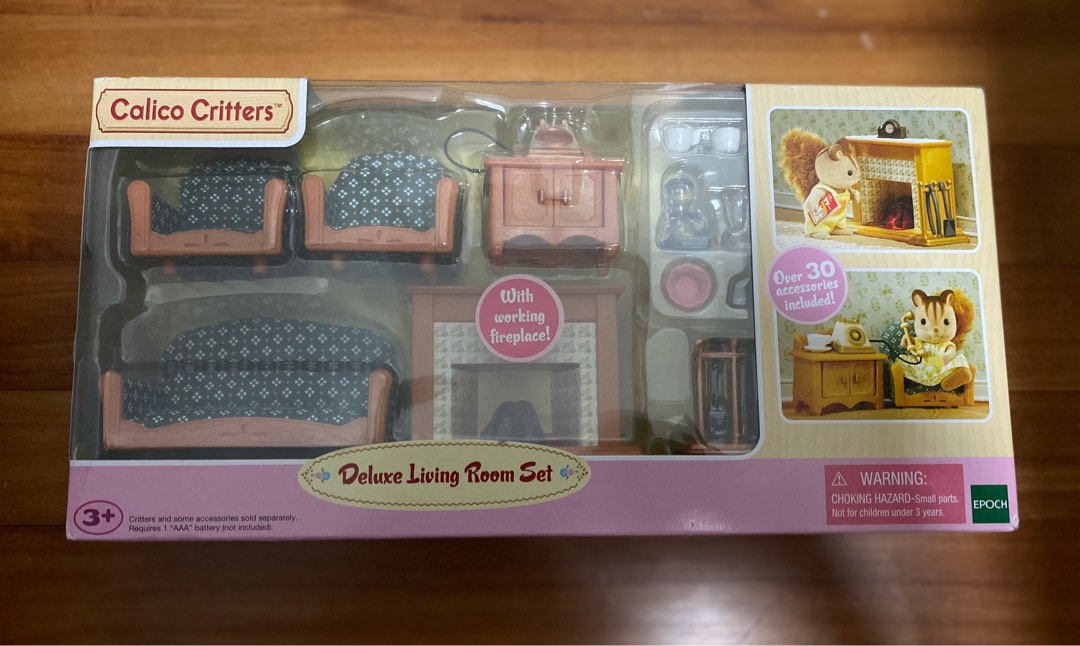 Calico Critters™
With
working
fireplace!
Over 30
accessories
included!
Deluxe Living Room Set
3+
Critters and some accessories sold separately.
Requires 1 "AAA" battery (not included).
WARNING:
CHOKING HAZARD-Small parts.
Not for children under 3 years.
EPOCH